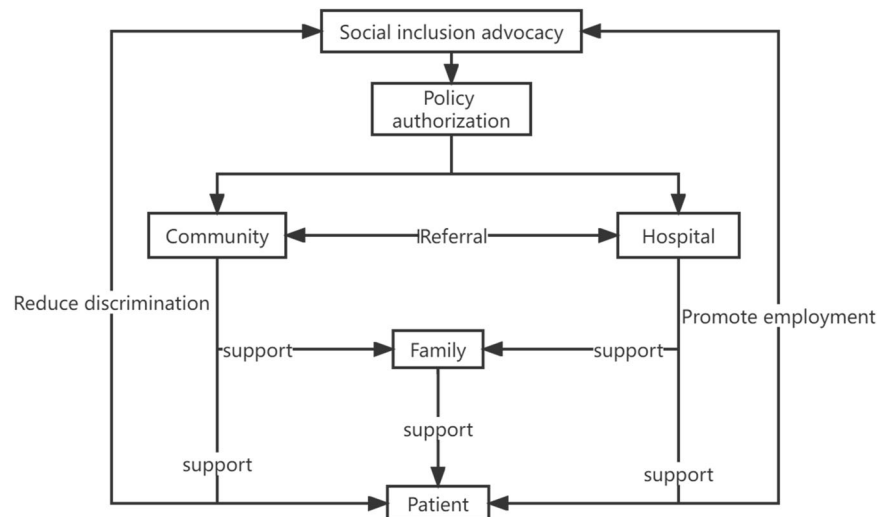 Social inclusion advocacy
Policy
authorization
Community
Referral
Hospital
Reduce discrimination
Promote employment
support
Family
support
support
support
support
Patient